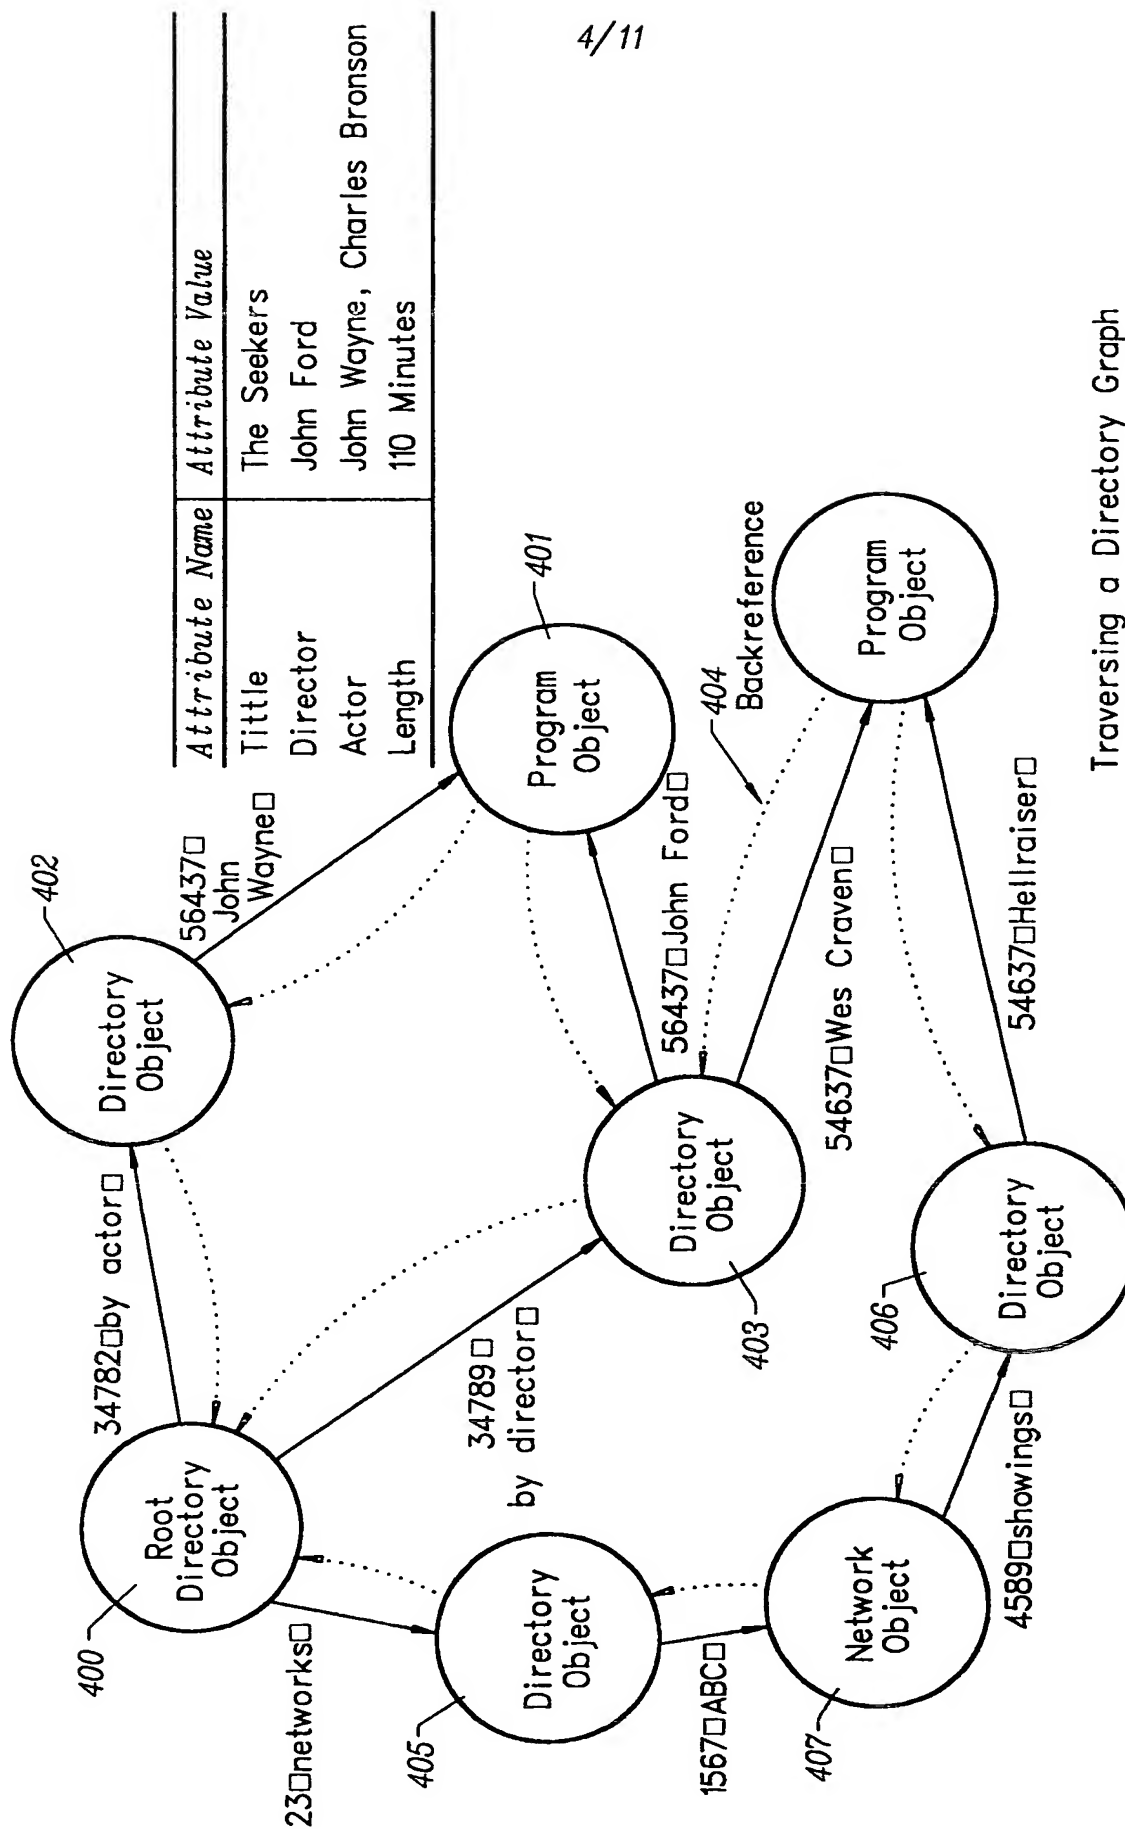 4/11
Attribute Name Attribute Value
Tittle The Seekers
Director John Ford
Actor John Wayne, Charles Bronson
Length 110 Minutes
402
Directory
Object
56437□
John
Wayne□
34782□by actor□
400
Root
Directory
Object
401
Program
Object
34789□
by director□
403
Directory
Object
56437□John Ford□
404
Backreference
23□networks□
405
Directory
Object
54637□Wes Craven□
Program
Object
1567□ABC□
407
Network
Object
406
Directory
Object
54637□Hellraiser□
4589□showings□
Traversing a Directory Graph